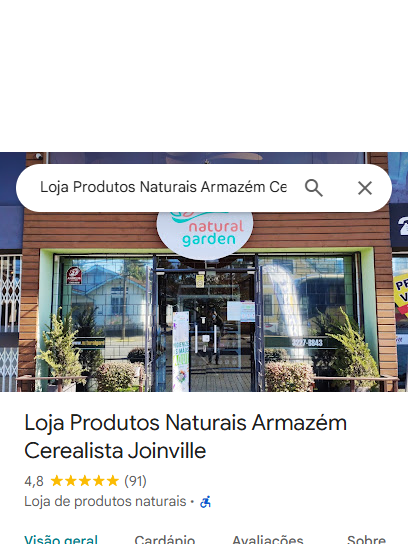 Loja Produtos Naturais Armazém Ce
natural
garden
3227-8843
Loja Produtos Naturais Armazém
Cerealista Joinville
4,8 (91)
Loja de produtos naturais ·
Visão geral Cardápio Avaliações Sobre